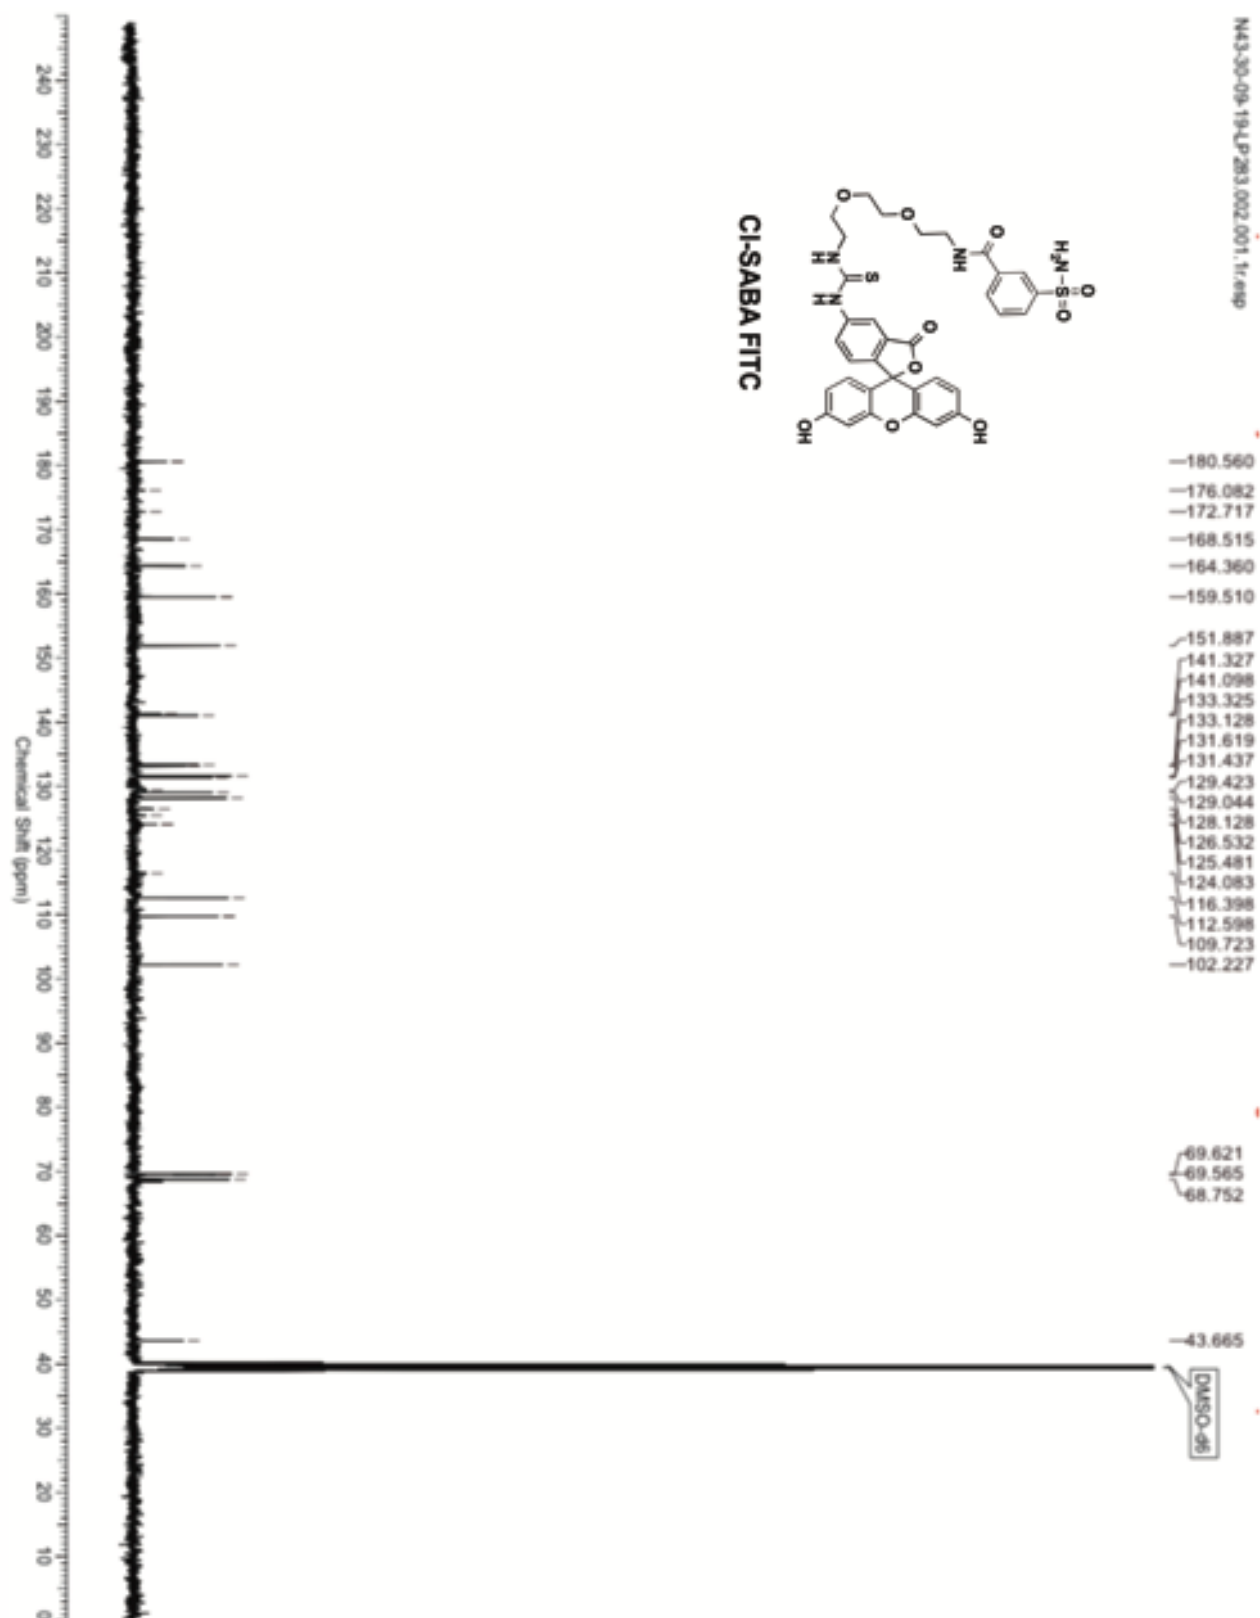 N43-30-09-19-LP283.002.001.1r.esp
H₂N
S
O
O
O
NH
O
O
N
H
S
N
H
O
O
O
OH
OH
CI-SABA FITC
180.560
176.082
172.717
168.515
164.360
159.510
151.887
141.327
141.098
133.325
133.128
131.619
131.437
129.423
129.044
128.128
126.532
125.481
124.083
116.398
112.598
109.723
102.227
69.621
69.565
68.752
43.665
DMSO-d6
240 230 220 210 200 190 180 170 160 150 140 130 120 110 100 90 80 70 60 50 40 30 20 10 0
Chemical Shift (ppm)